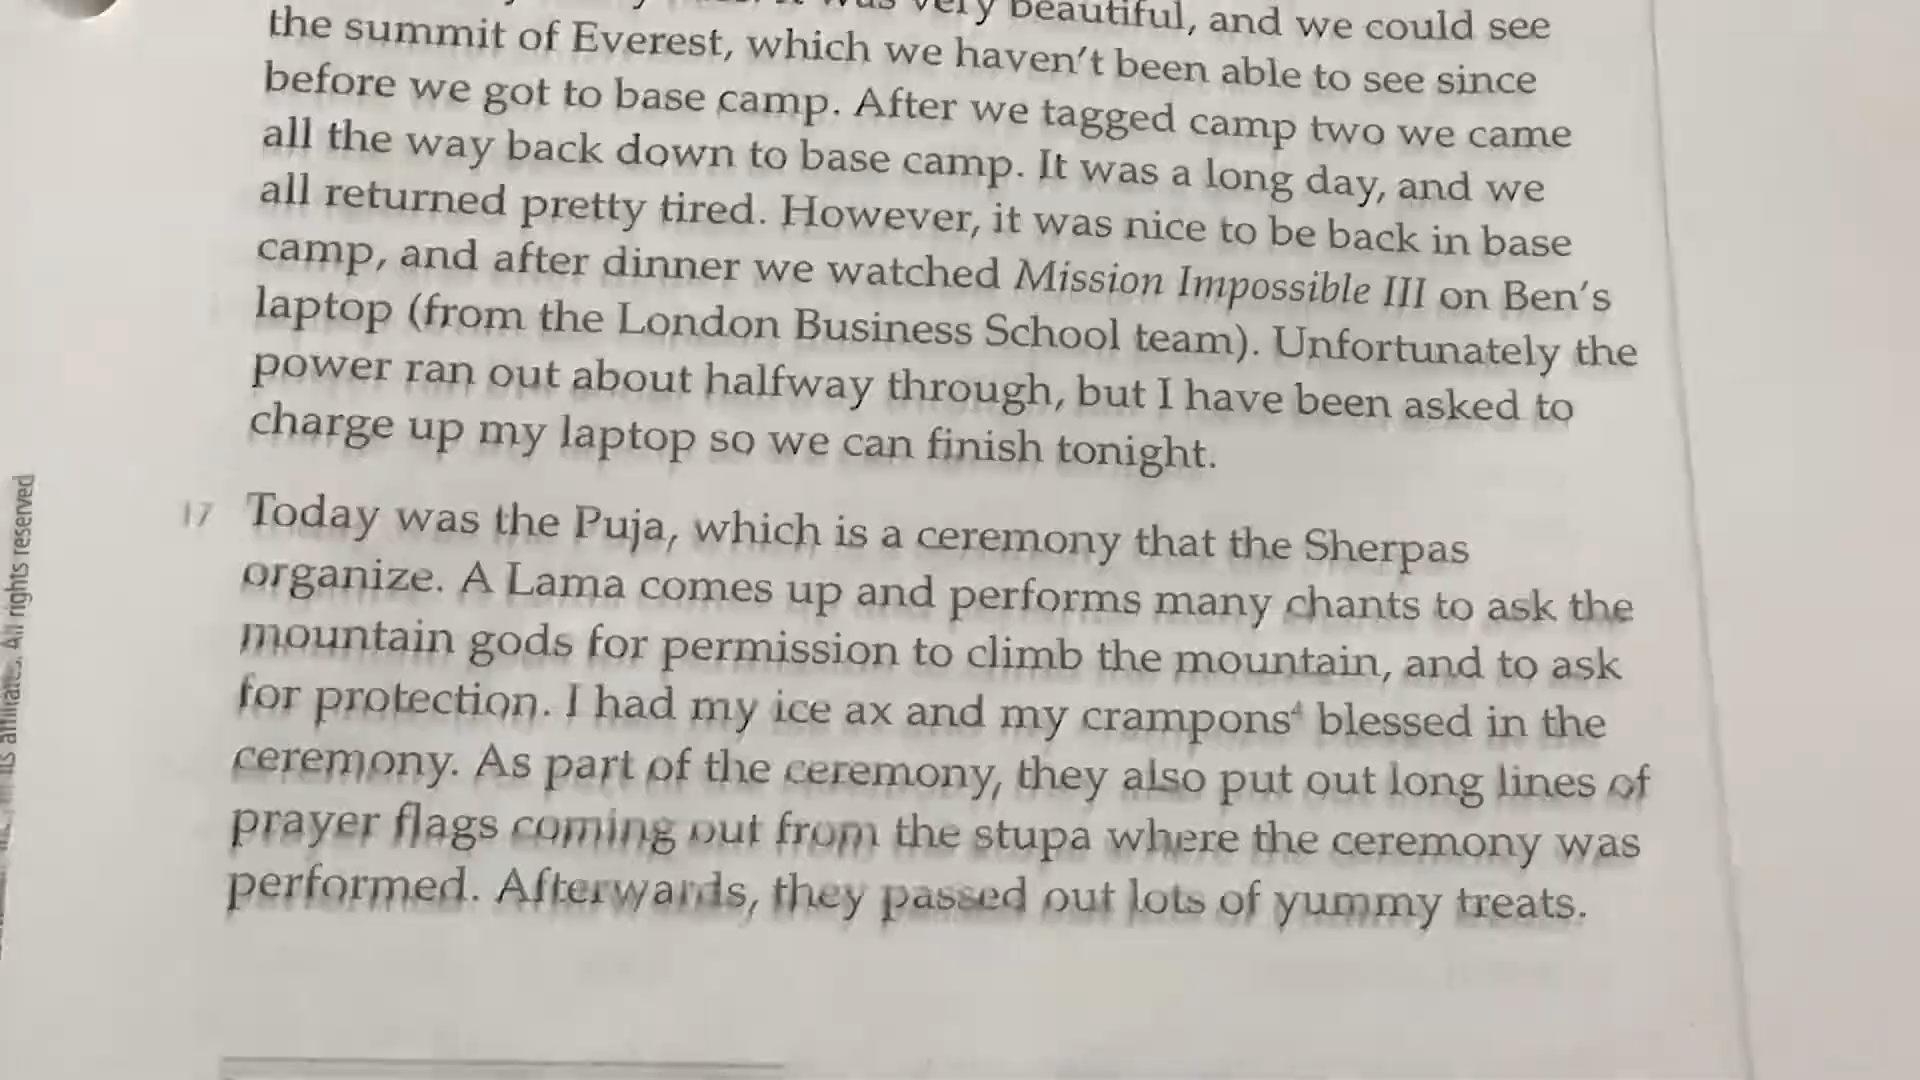 very beautiful, and we could see
the summit of Everest, which we haven't been able to see since
before we got to base camp. After we tagged camp two we came
all the way back down to base camp. It was a long day, and we
all returned pretty tired. However, it was nice to be back in base
camp, and after dinner we watched Mission Impossible III on Ben's
laptop (from the London Business School team). Unfortunately the
power ran out about halfway through, but I have been asked to
charge up my laptop so we can finish tonight.
17 Today was the Puja, which is a ceremony that the Sherpas
organize. A Lama comes up and performs many chants to ask the
mountain gods for permission to climb the mountain, and to ask
for protection. I had my ice ax and my crampons⁴ blessed in the
ceremony. As part of the ceremony, they also put out long lines of
prayer flags coming out from the stupa where the ceremony was
performed. Afterwards, they passed out lots of yummy treats.
its affiliates. All rights reserved